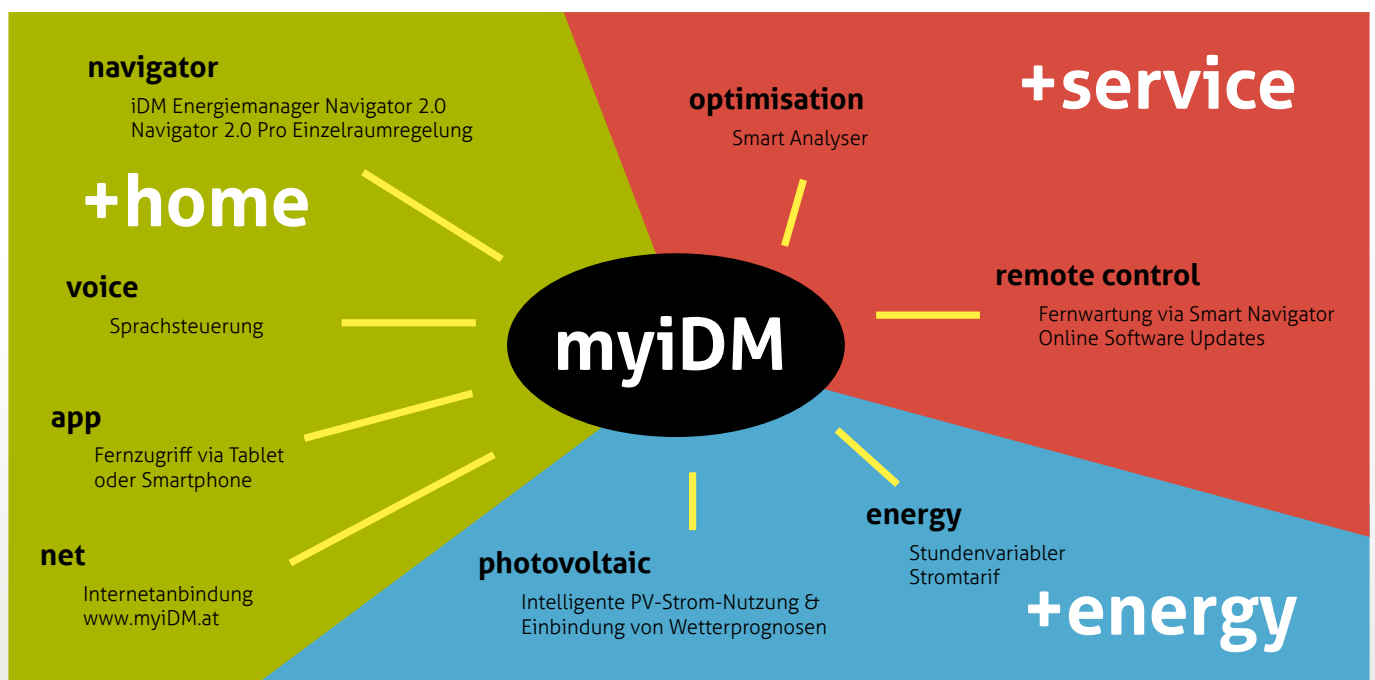 navigator
iDM Energiemanager Navigator 2.0
Navigator 2.0 Pro Einzelraumregelung
+home
voice
Sprachsteuerung
app
Fernzugriff via Tablet
oder Smartphone
net
Internetanbindung
www.myiDM.at
myiDM
optimisation
Smart Analyser
+service
remote control
Fernwartung via Smart Navigator
Online Software Updates
photovoltaic
Intelligente PV-Strom-Nutzung &
Einbindung von Wetterprognosen
energy
Stundenvariabler
Stromtarif
+energy